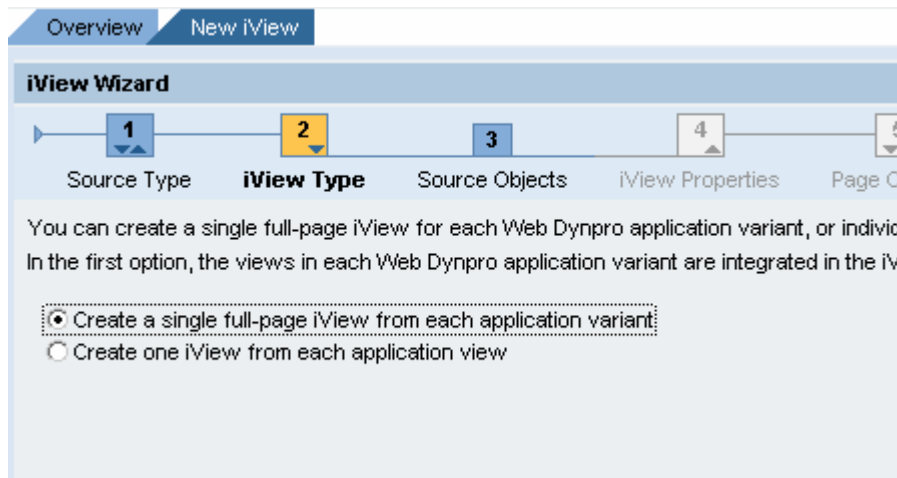 Overview New iView
iView Wizard
1 2 3 4
Source Type iView Type Source Objects iView Properties Page
You can create a single full-page iView for each Web Dynpro application variant, or
In the first option, the views in each Web Dynpro application variant are integrated in the
Create a single full-page iView from each application variant
Create one iView from each application view